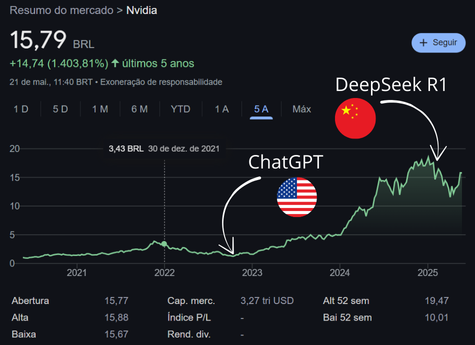 Resumo do mercado > Nvidia
15,79 BRL
+ Seguir
+14,74 (1.403,81%) ↑ últimos 5 anos
21 de mai., 11:40 BRT • Exoneração de responsabilidade
DeepSeek R1
1 D 5 D 1 M 6 M YTD 1 A 5 A Máx
3,43 BRL 30 de dez. de 2021
ChatGPT
20
15
10
5
0
2021 2022 2023 2024 2025
Abertura 15,77 Cap. merc. 3,27 tri USD Alt 52 sem 19,47
Alta 15,88 Índice P/L - Bai 52 sem 10,01
Baixa 15,67 Rend. div. -